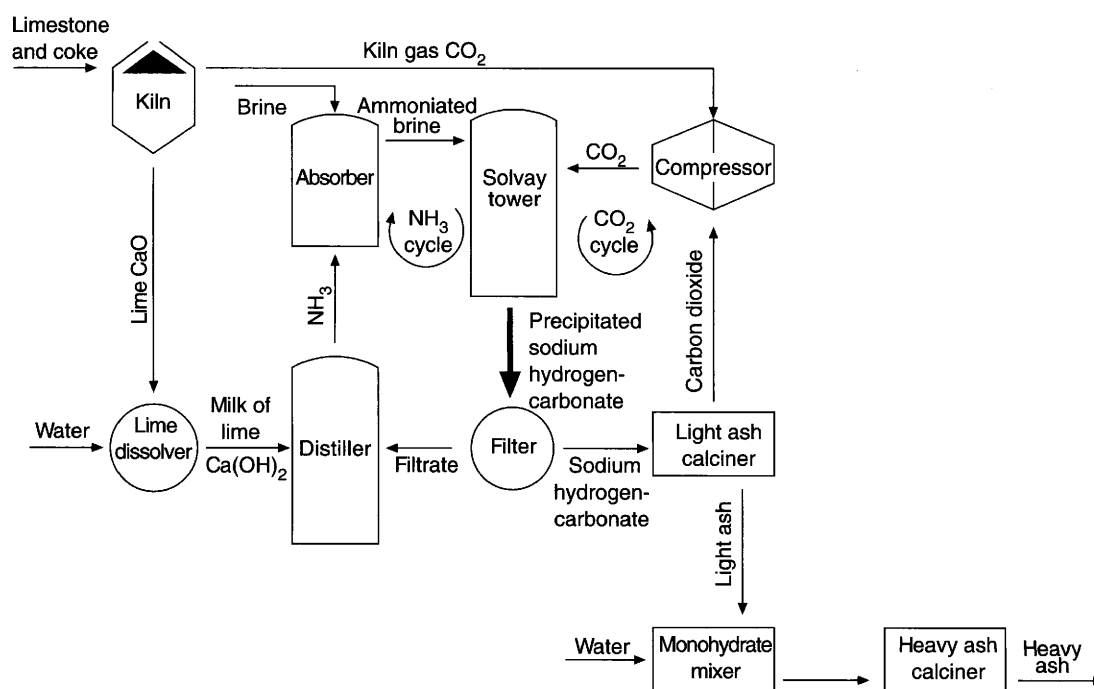 Limestone
and coke
Kiln
Kiln gas CO₂
Brine
Ammoniated
brine
Absorber
Solvay
tower
CO₂
Compressor
NH₃
cycle
CO₂
cycle
Lime CaO
NH₃
Carbon dioxide
Precipitated
sodium
hydrogen-
carbonate
Water
Lime
dissolver
Milk of
lime
Ca(OH)₂
Distiller
Filtrate
Filter
Sodium
hydrogen-
carbonate
Light ash
calciner
Light ash
Water
Monohydrate
mixer
Heavy ash
calciner
Heavy
ash